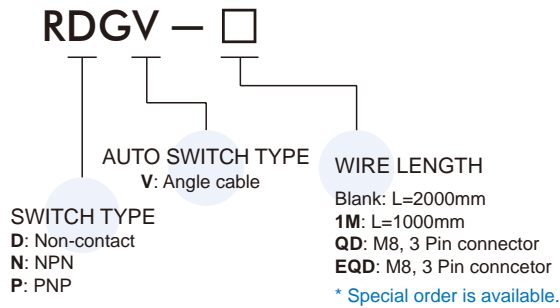 RDGV – □
AUTO SWITCH TYPE
V: Angle cable
SWITCH TYPE
D: Non-contact
N: NPN
P: PNP
WIRE LENGTH
Blank: L=2000mm
1M: L=1000mm
QD: M8, 3 Pin connector
EQD: M8, 3 Pin conncetor
* Special order is available.